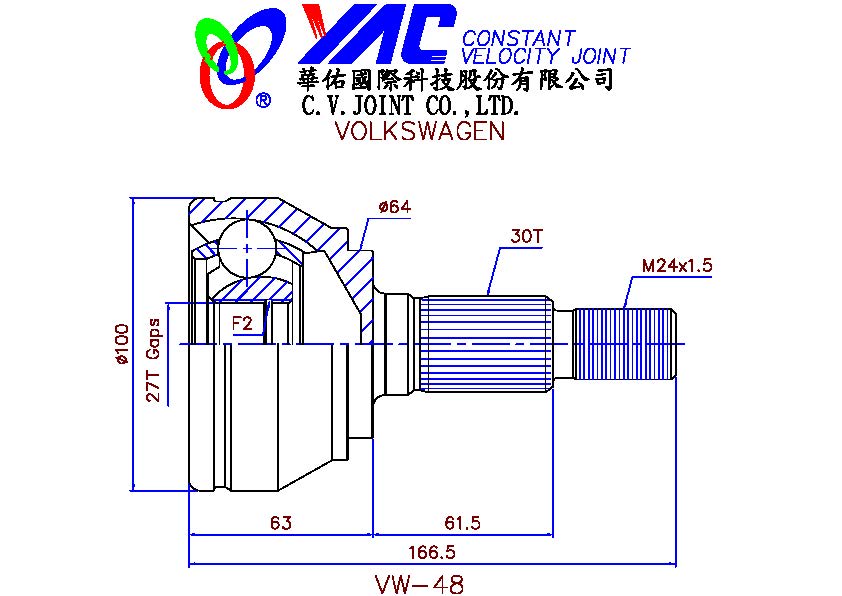 YAC CONSTANT
VELOCITY JOINT
華佑國際科技股份有限公司
®
C.V.JOINT CO.,LTD.
VOLKSWAGEN
ø64
30T
M24x1.5
F2
ø100
27T Gaps
63
61.5
166.5
VW-48